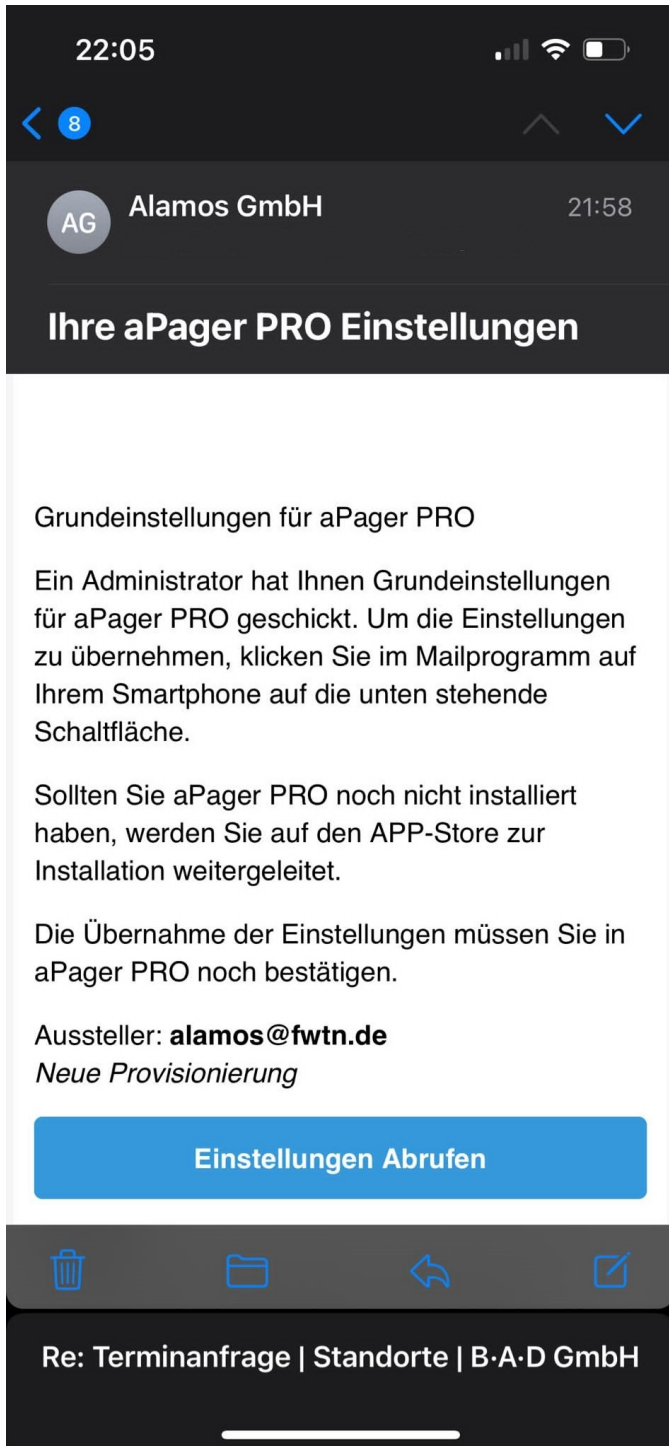 22:05
8
AG
Alamos GmbH
21:58
Ihre aPager PRO Einstellungen
Grundeinstellungen für aPager PRO
Ein Administrator hat Ihnen Grundeinstellungen
für aPager PRO geschickt. Um die Einstellungen
zu übernehmen, klicken Sie im Mailprogramm auf
Ihrem Smartphone auf die unten stehende
Schaltfläche.
Sollten Sie aPager PRO noch nicht installiert
haben, werden Sie auf den APP-Store zur
Installation weitergeleitet.
Die Übernahme der Einstellungen müssen Sie in
aPager PRO noch bestätigen.
Aussteller: alamos@fwtn.de
Neue Provisionierung
Einstellungen Abrufen
Re: Terminanfrage | Standorte | B·A·D GmbH